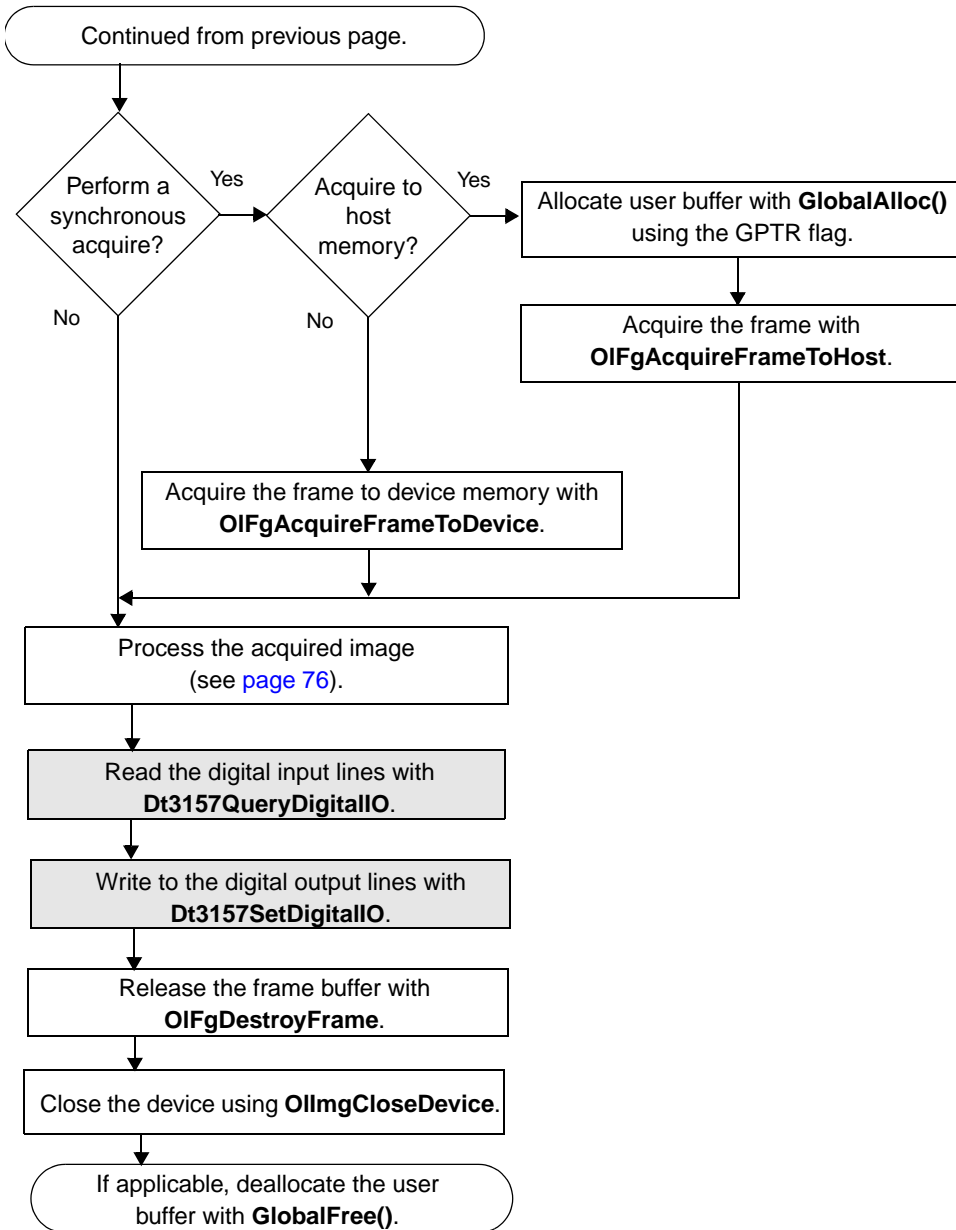 Continued from previous page.
Perform a
synchronous
acquire?
Yes
No
Acquire to
host
memory?
Yes
No
Allocate user buffer with GlobalAlloc()
using the GPTR flag.
Acquire the frame with
OlFgAcquireFrameToHost.
Acquire the frame to device memory with
OlFgAcquireFrameToDevice.
Process the acquired image
(see page 76).
Read the digital input lines with
Dt3157QueryDigitalIO.
Write to the digital output lines with
Dt3157SetDigitalIO.
Release the frame buffer with
OlFgDestroyFrame.
Close the device using OlImgCloseDevice.
If applicable, deallocate the user
buffer with GlobalFree().